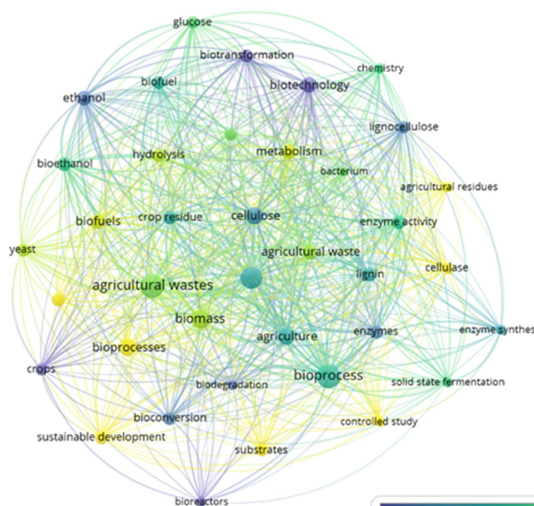 glucose
biotransformation
chemistry
biofuel
biotechnology
ethanol
lignocellulose
hydrolysis
metabolism
bioethanol
bacterium
agricultural residues
biofuels
crop residue
cellulose
enzyme activity
yeast
agricultural waste
cellulase
lignin
agricultural wastes
biomass
agriculture
enzymes
enzyme synthes
bioprocesses
crops
bioprocess
biodegradation
solid state fermentation
bioconversion
controlled study
sustainable development
substrates
bioreactors